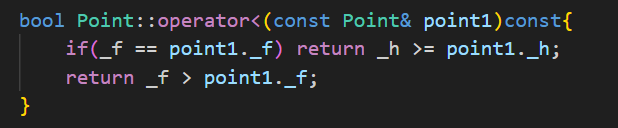 bool Point::operator<(const Point& point1)const{
    if(_f == point1._f) return _h >= point1._h;
    return _f > point1._f;
}